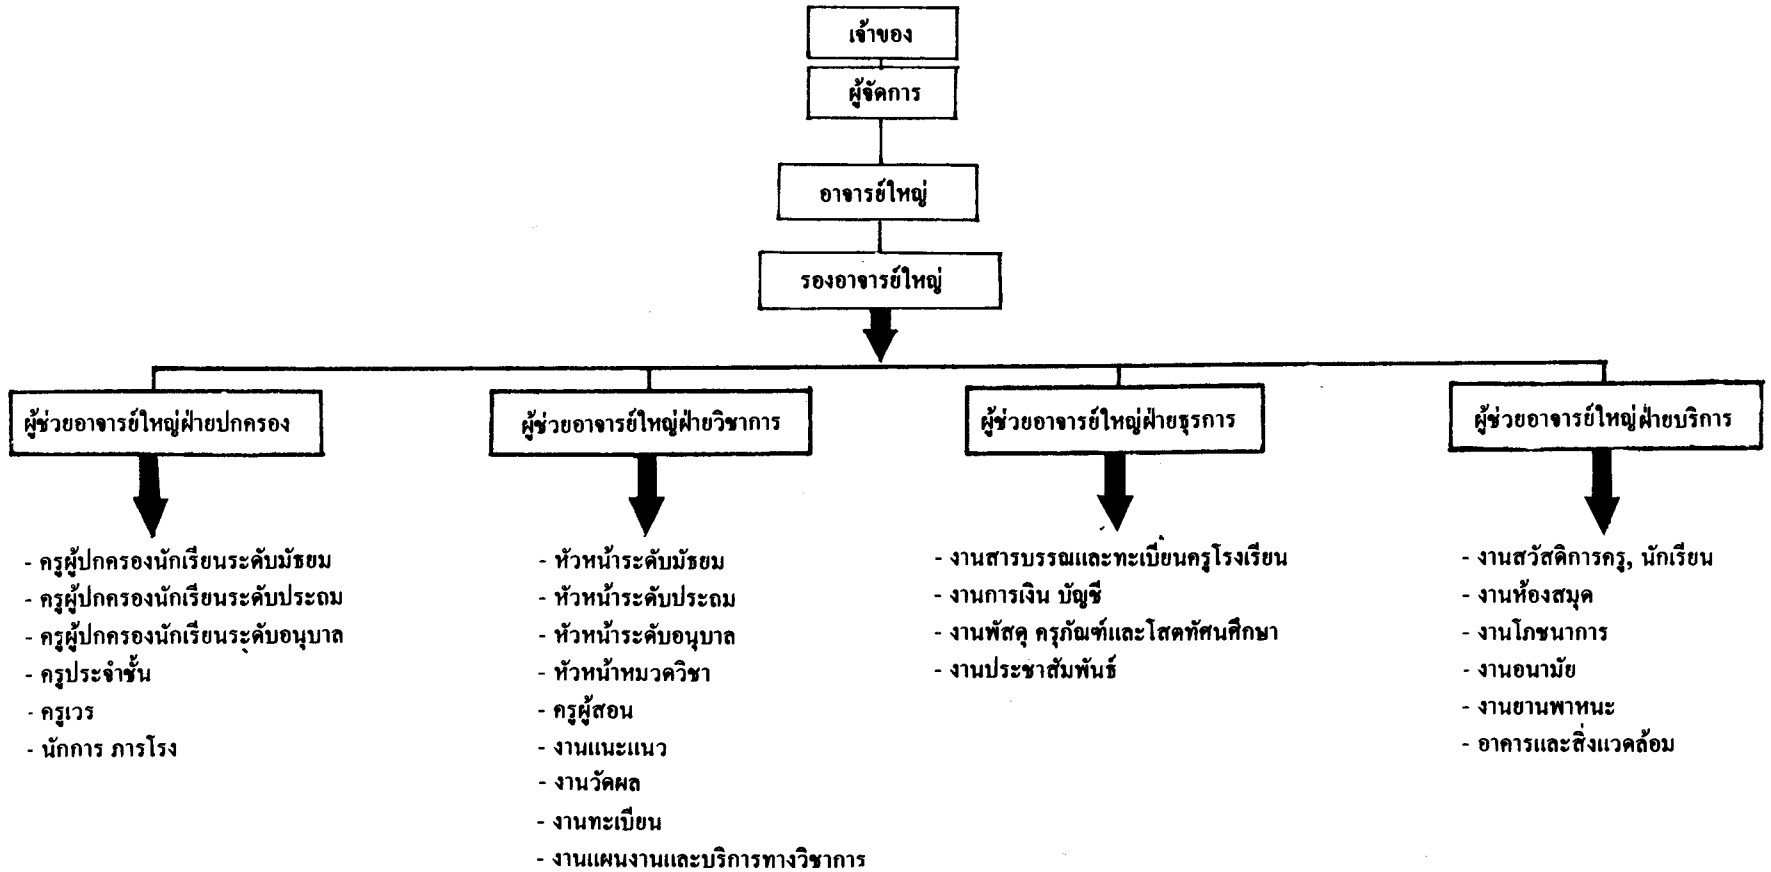 เจ้าของ
ผู้จัดการ
อาจารย์ใหญ่
รองอาจารย์ใหญ่
ผู้ช่วยอาจารย์ใหญ่ฝ่ายปกครอง
- ครูผู้ปกครองนักเรียนระดับมัธยม
- ครูผู้ปกครองนักเรียนระดับประถม
- ครูผู้ปกครองนักเรียนระดับอนุบาล
- ครูประจำชั้น
- ครูเวร
- นักการ ภารโรง
ผู้ช่วยอาจารย์ใหญ่ฝ่ายวิชาการ
- หัวหน้าระดับมัธยม
- หัวหน้าระดับประถม
- หัวหน้าระดับอนุบาล
- หัวหน้าหมวดวิชา
- ครูผู้สอน
- งานแนะแนว
- งานวัดผล
- งานทะเบียน
- งานแผนงานและบริการทางวิชาการ
ผู้ช่วยอาจารย์ใหญ่ฝ่ายธุรการ
- งานสารบรรณและทะเบียนครูโรงเรียน
- งานการเงิน บัญชี
- งานพัสดุ ครุภัณฑ์และโสตทัศนศึกษา
- งานประชาสัมพันธ์
ผู้ช่วยอาจารย์ใหญ่ฝ่ายบริการ
- งานสวัสดิการครู, นักเรียน
- งานห้องสมุด
- งานโภชนาการ
- งานอนามัย
- งานยานพาหนะ
- อาคารและสิ่งแวดล้อม